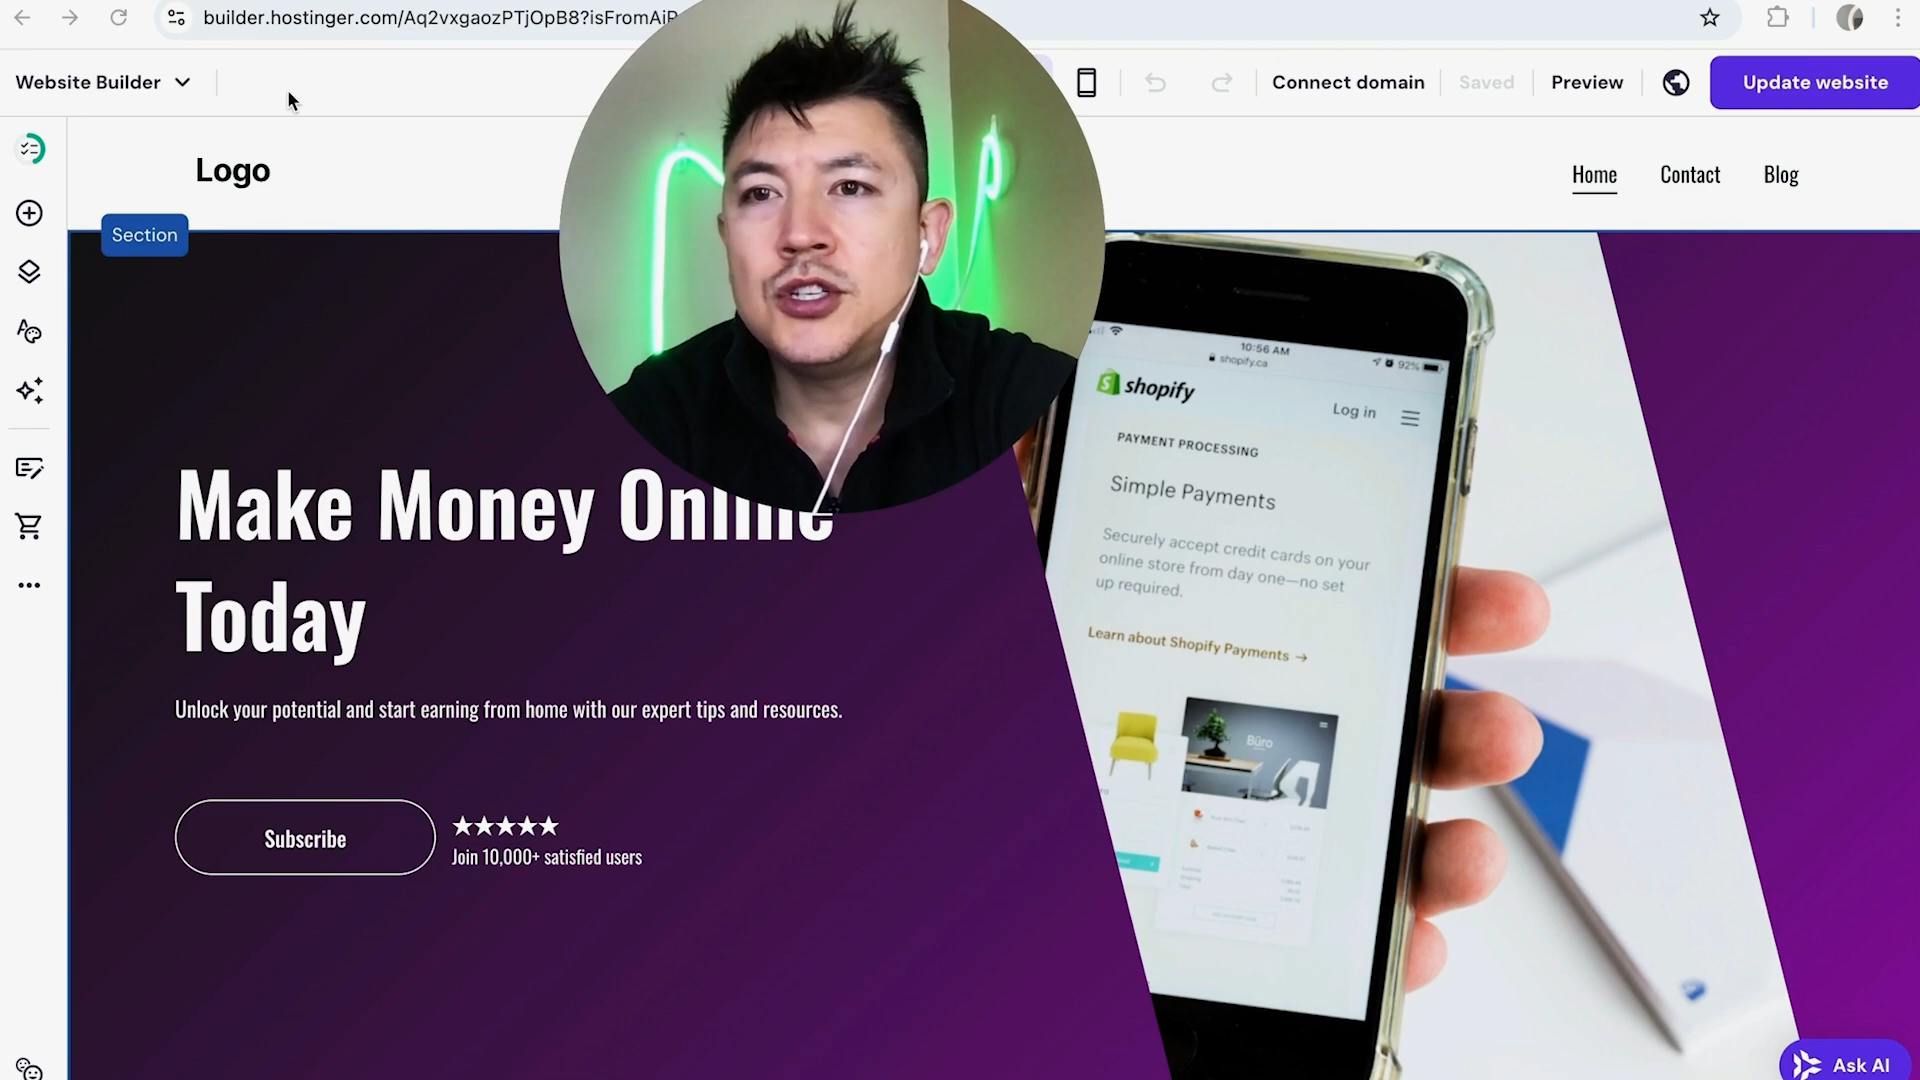 builder.hostinger.com/Aq2vxgaozPTjOpB8?isFromAiP
Website Builder
Connect domain
Saved
Preview
Update website
Logo
Home
Contact
Blog
Section
10:56 AM
92%
shopify.ca
shopify
Log in
PAYMENT PROCESSING
Simple Payments
Securely accept credit cards on your
online store from day one—no set
up required.
Learn about Shopify Payments →
Büro
Make Money Online
Today
Unlock your potential and start earning from home with our expert tips and resources.
Subscribe
★★★★★
Join 10,000+ satisfied users
Ask AI